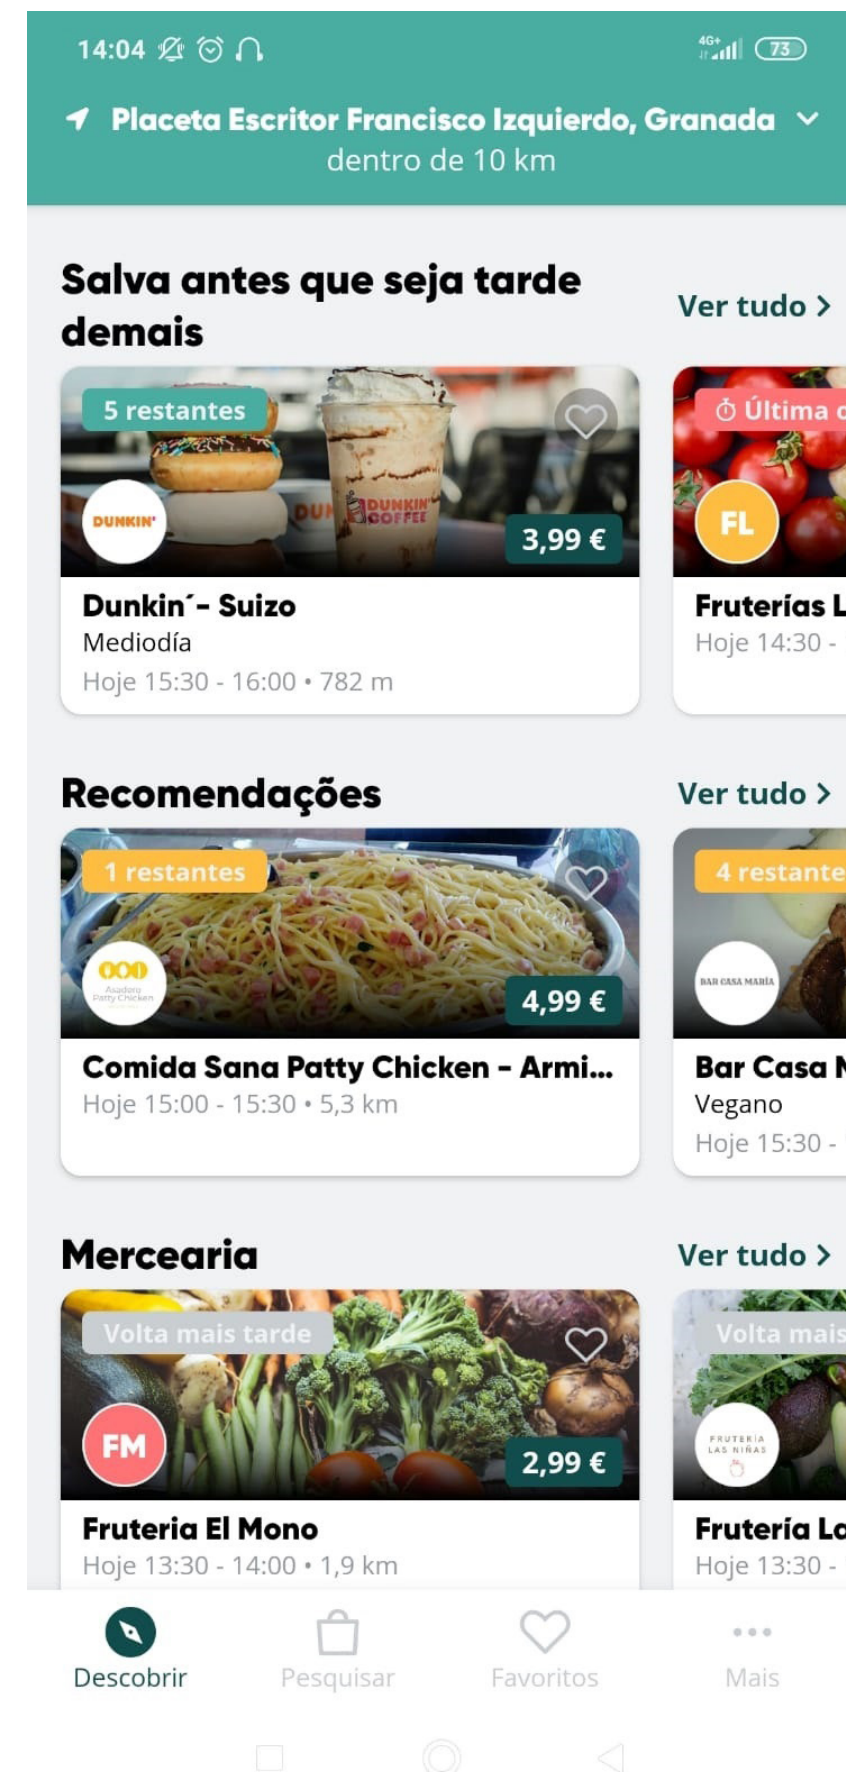 14:04
4G+
73
Placeta Escritor Francisco Izquierdo, Granada
dentro de 10 km
Salva antes que seja tarde
demais
Ver tudo
5 restantes
DUNKIN'
DUNKIN'
COFFEE
3,99 €
Dunkin´- Suizo
Mediodía
Hoje 15:30 - 16:00 • 782 m
Última
FL
Fruterías L
Hoje 14:30 -
Recomendações
Ver tudo
1 restantes
Asadero
Patty Chicken
4,99 €
Comida Sana Patty Chicken - Armi...
Hoje 15:00 - 15:30 • 5,3 km
4 restante
BAR CASA MARÍA
Bar Casa
Vegano
Hoje 15:30 -
Mercearia
Ver tudo
Volta mais tarde
FM
2,99 €
Fruteria El Mono
Hoje 13:30 - 14:00 • 1,9 km
Volta mais
FRUTERÍA
LAS NIÑAS
Frutería La
Hoje 13:30 -
Descobrir
Pesquisar
Favoritos
Mais